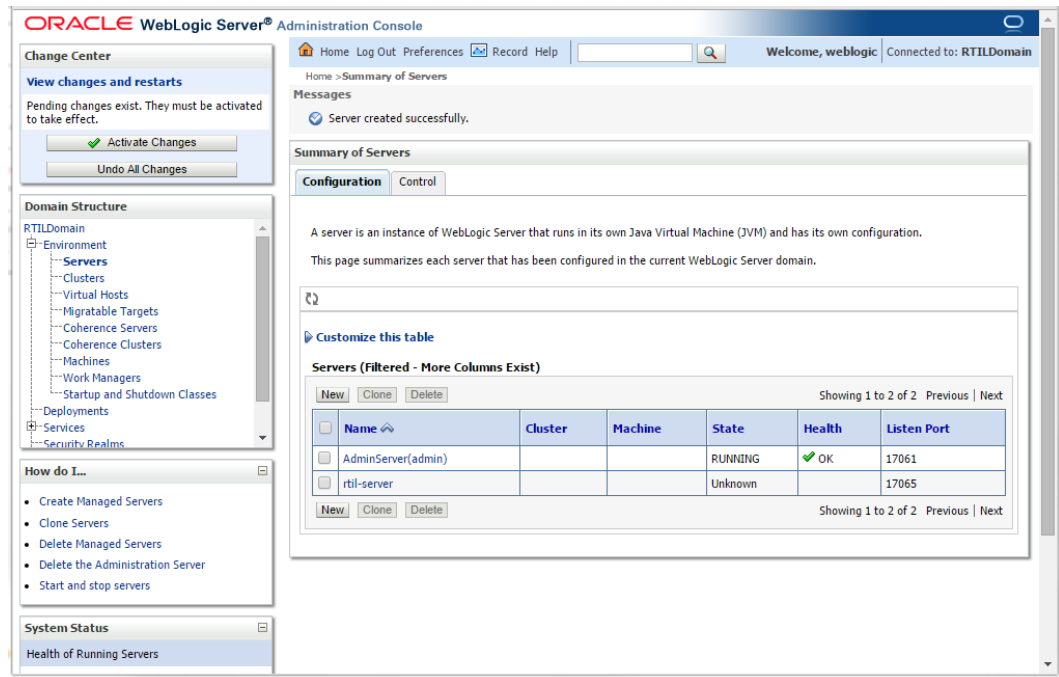 ORACLE WebLogic Server® Administration Console
Change Center
View changes and restarts
Pending changes exist. They must be activated
to take effect.
Activate Changes
Undo All Changes
Domain Structure
RTILDomain
Environment
Servers
Clusters
Virtual Hosts
Migratable Targets
Coherence Servers
Coherence Clusters
Machines
Work Managers
Startup and Shutdown Classes
Deployments
Services
Security Realms
How do I...
Create Managed Servers
Clone Servers
Delete Managed Servers
Delete the Administration Server
Start and stop servers
System Status
Health of Running Servers
Home Log Out Preferences Record Help Welcome, weblogic Connected to: RTILDomain
Home >Summary of Servers
Messages
Server created successfully.
Summary of Servers
Configuration Control
A server is an instance of WebLogic Server that runs in its own Java Virtual Machine (JVM) and has its own configuration.
This page summarizes each server that has been configured in the current WebLogic Server domain.
Customize this table
Servers (Filtered - More Columns Exist)
New Clone Delete Showing 1 to 2 of 2 Previous | Next
Name Cluster Machine State Health Listen Port
AdminServer(admin) RUNNING OK 17061
rtil-server Unknown 17065
New Clone Delete Showing 1 to 2 of 2 Previous | Next